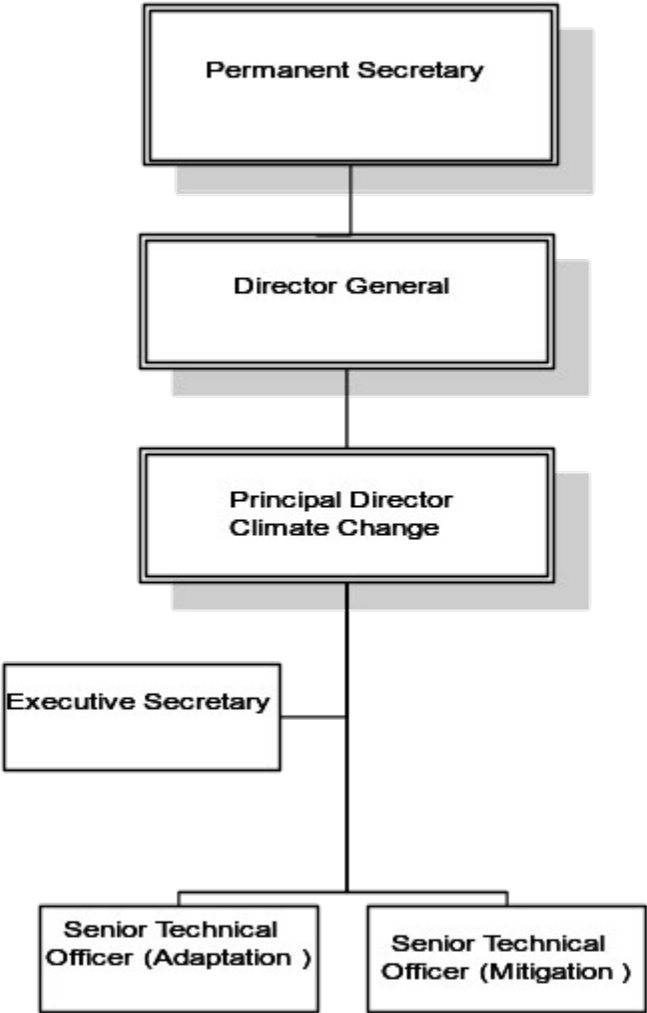 Permanent Secretary
Director General
Principal Director
Climate Change
Executive Secretary
Senior Technical
Officer (Adaptation )
Senior Technical
Officer (Mitigation )